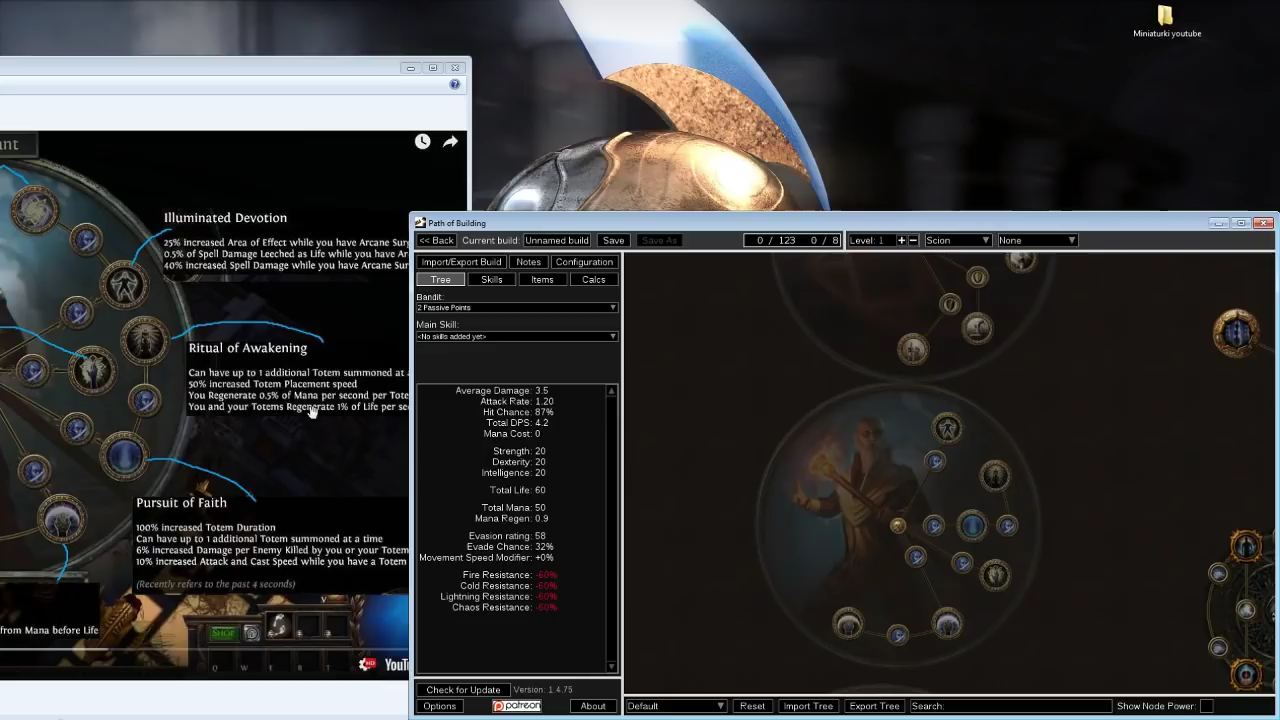 Miniaturki youtube
ant
Illuminated Devotion
25% increased Area of Effect while you have Arcane Sur
0.5% of Spell Damage Leeched as Life while you have Ar
40% increased Spell Damage while you have Arcane Sur
Ritual of Awakening
Can have up to 1 additional Totem summoned at a
50% increased Totem Placement speed
You Regenerate 0.5% of Mana per second per Tote
You and your Totems Regenerate 1% of Life per se
Pursuit of Faith
100% increased Totem Duration
Can have up to 1 additional Totem summoned at a time
6% increased Damage per Enemy Killed by you or your Totem
10% increased Attack and Cast Speed while you have a Totem
(Recently refers to the past 4 seconds)
from Mana before Life
SHOP
Q W E R T
HD
YouT
Path of Building
<< Back Current build: Unnamed build Save Save As 0 / 123 0 / 8 Level: 1 + - Scion None
Import/Export Build Notes Configuration
Tree Skills Items Calcs
Bandit:
2 Passive Points
Main Skill:
<No skills added yet>
Average Damage: 3.5
Attack Rate: 1.20
Hit Chance: 87%
Total DPS: 4.2
Mana Cost: 0
Strength: 20
Dexterity: 20
Intelligence: 20
Total Life: 60
Total Mana: 50
Mana Regen: 0.9
Evasion rating: 58
Evade Chance: 32%
Movement Speed Modifier: +0%
Fire Resistance: -60%
Cold Resistance: -60%
Lightning Resistance: -60%
Chaos Resistance: -60%
Check for Update Version: 1.4.75
Options patreon About
Default Reset Import Tree Export Tree Search: Show Node Power: